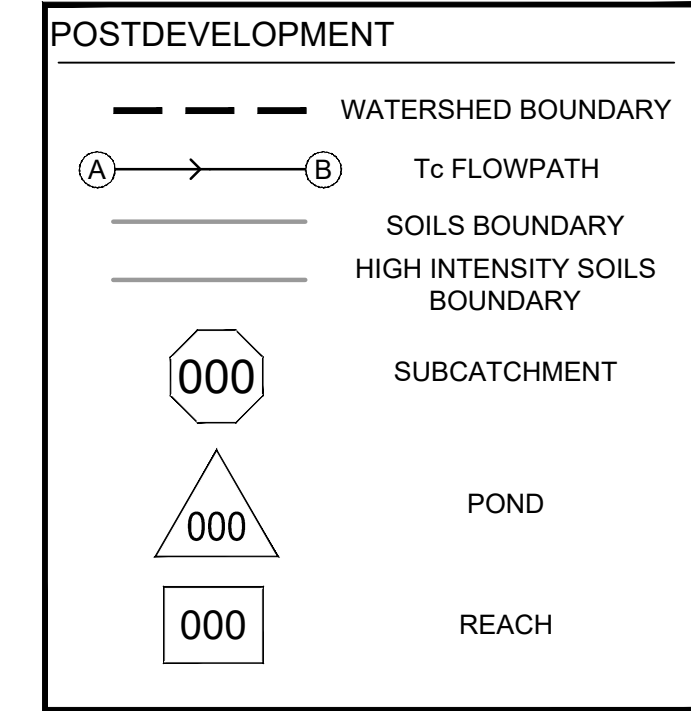 POSTDEVELOPMENT
WATERSHED BOUNDARY
A B Tc FLOWPATH
SOILS BOUNDARY
HIGH INTENSITY SOILS
BOUNDARY
000 SUBCATCHMENT
000 POND
000 REACH